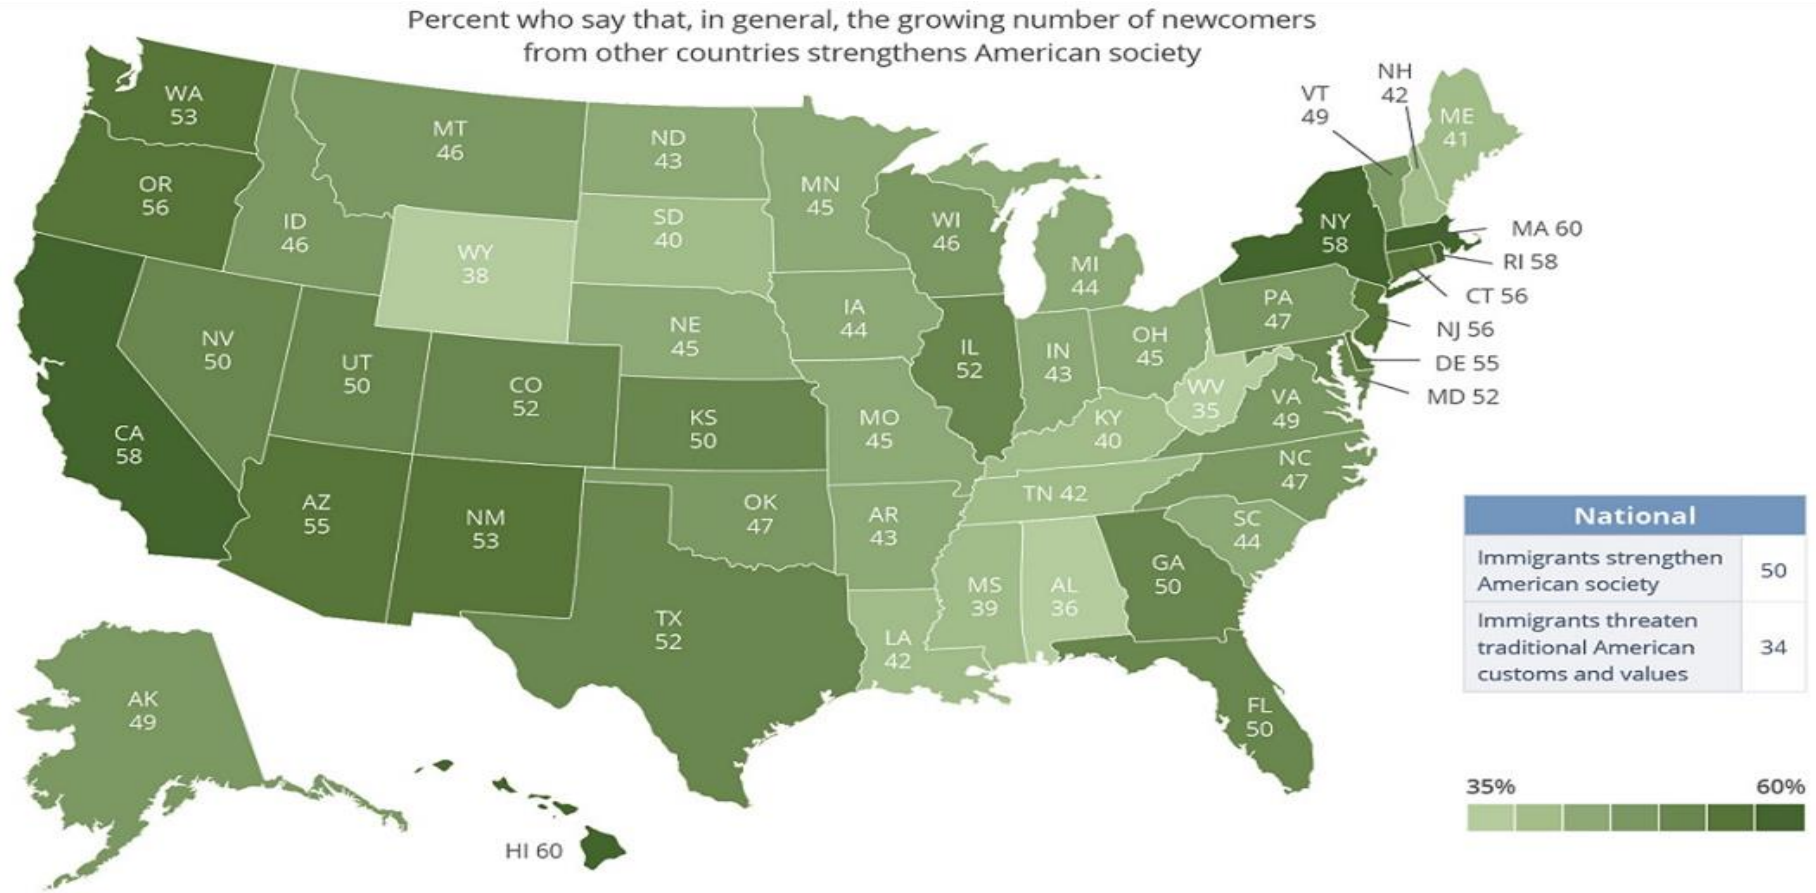 Percent who say that, in general, the growing number of newcomers
from other countries strengthens American society
WA
53
OR
56
CA
58
ID
46
NV
50
MT
46
WY
38
UT
50
CO
52
AZ
55
NM
53
ND
43
SD
40
NE
45
KS
50
OK
47
TX
52
MN
45
IA
44
MO
45
AR
43
LA
42
WI
46
IL
52
MI
44
IN
43
OH
45
KY
40
TN 42
MS
39
AL
36
GA
50
FL
50
SC
44
NC
47
VA
49
WV
35
PA
47
NY
58
VT
49
NH
42
ME
41
MA 60
RI 58
CT 56
NJ 56
DE 55
MD 52
AK
49
HI 60
National
Immigrants strengthen
American society
50
Immigrants threaten
traditional American
customs and values
34
35% 60%